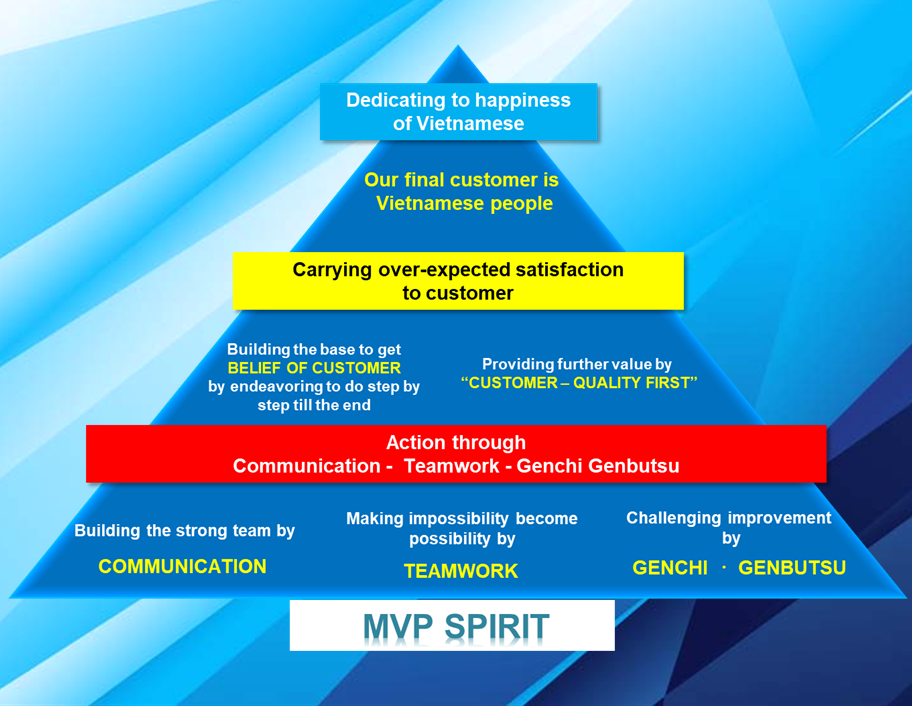 Dedicating to happiness
of Vietnamese
Our final customer is
Vietnamese people
Carrying over-expected satisfaction
to customer
Building the base to get
BELIEF OF CUSTOMER
by endeavoring to do step by
step till the end
Providing further value by
“CUSTOMER – QUALITY FIRST”
Action through
Communication - Teamwork - Genchi Genbutsu
Building the strong team by
COMMUNICATION
Making impossibility become
possibility by
TEAMWORK
Challenging improvement
by
GENCHI · GENBUTSU
MVP SPIRIT